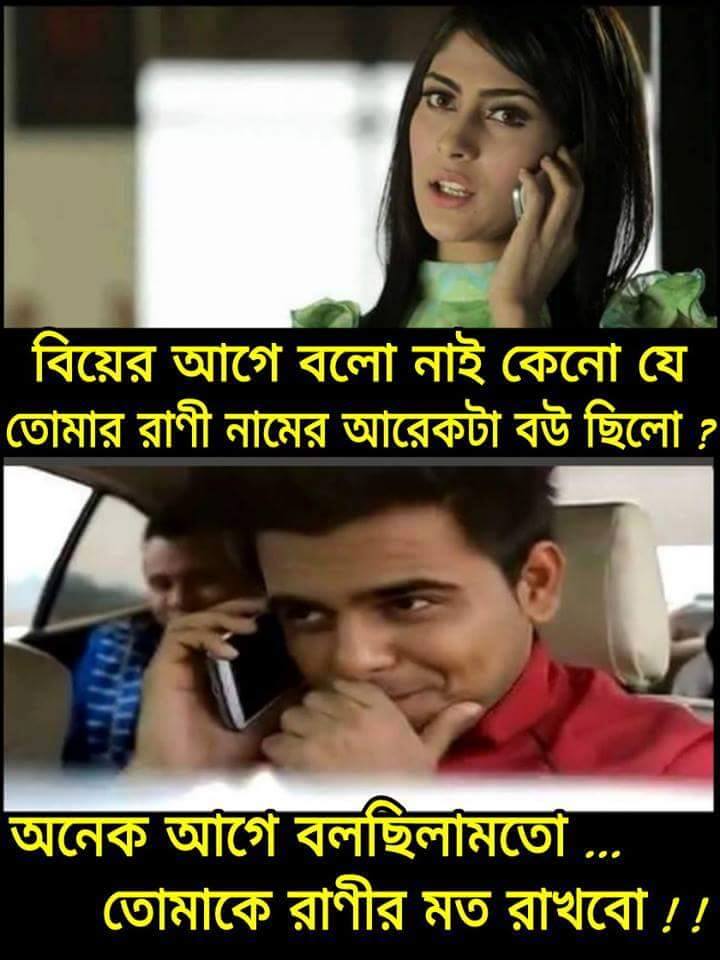 বিয়ের আগে বলো নাই কেনো যে
তোমার রাণী নামের আরেকটা বউ ছিলো ?
অনেক আগে বলছিলামতো ...
তোমাকে রাণীর মত রাখবো !!